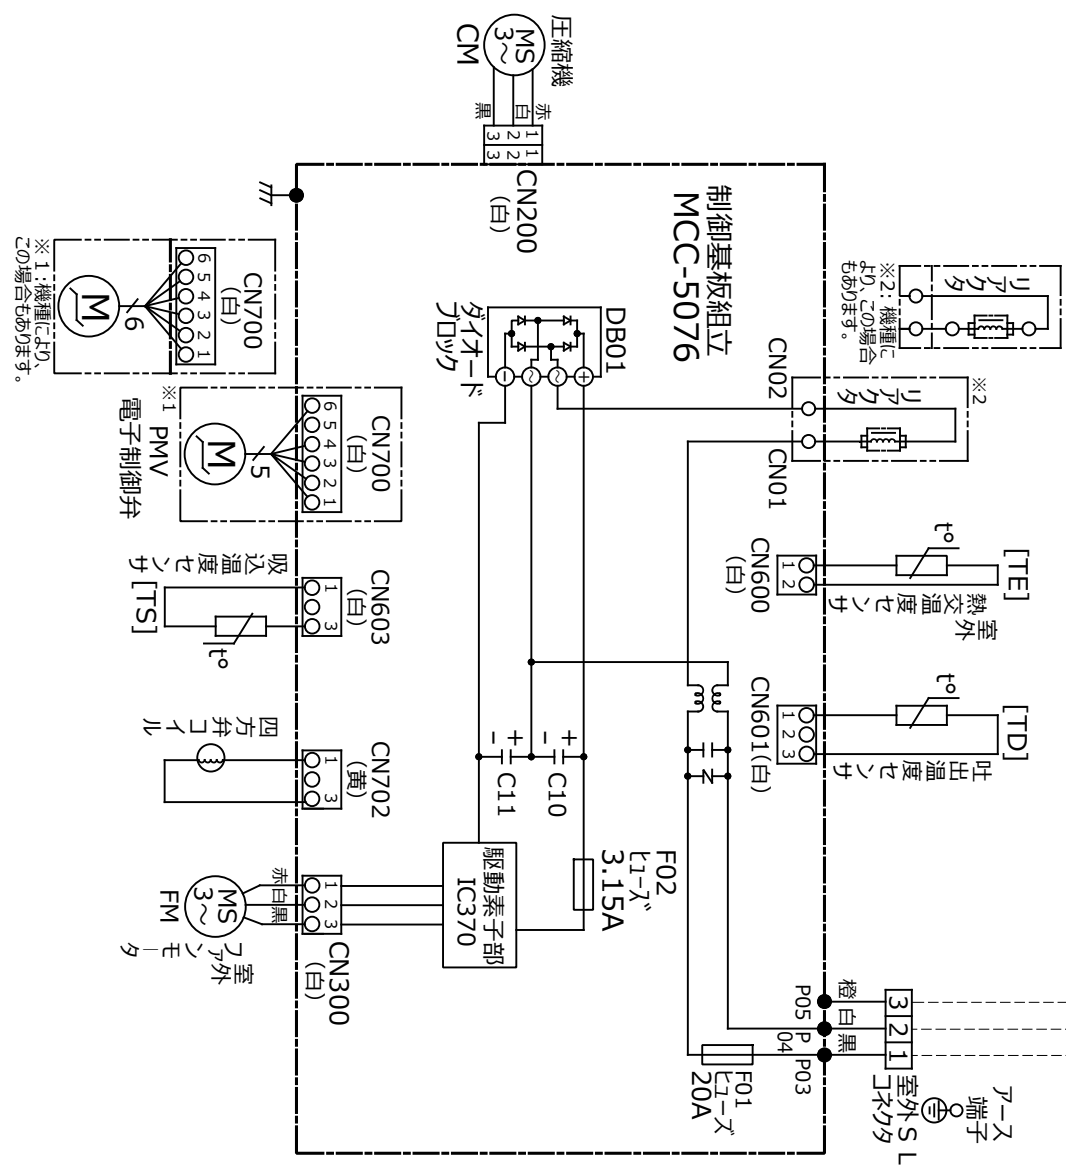 圧縮機
MS
3～
CM
赤
白
黒
1 1
2 2
3 3
CN200
(白)
制御基板組立
MCC-5076
リアクタ
※2：機種に
より、この場合
もあります。
※2
リアクタ
CN02
CN01
DB01
ダイオード
ブロック
－
～
～
＋
CN700
(白)
6 5 4 3 2 1
M
6
※1：機種により、
この場合もあります。
CN700
(白)
6 5 4 3 2 1
M
5
※1
PMV
電子制御弁
[TE]
t°
室外
熱交温度センサ
CN600
(白)
1
2
CN603
(白)
1
3
吸込温度センサ
[TS]
t°
[TD]
t°
吐出温度センサ
CN601(白)
1
2
3
CN702
(黄)
1
3
四方弁コイル
＋
－
C11
＋
－
C10
F02
ヒューズ
3.15A
駆動素子部
IC370
CN300
(白)
1
2
3
赤
白
黒
MS
3～
FM
室外
ファンモーター
P05
P04
P03
橙
白
黒
3
2
1
F01
ヒューズ
20A
室外SL
コネクタ
アース
端子